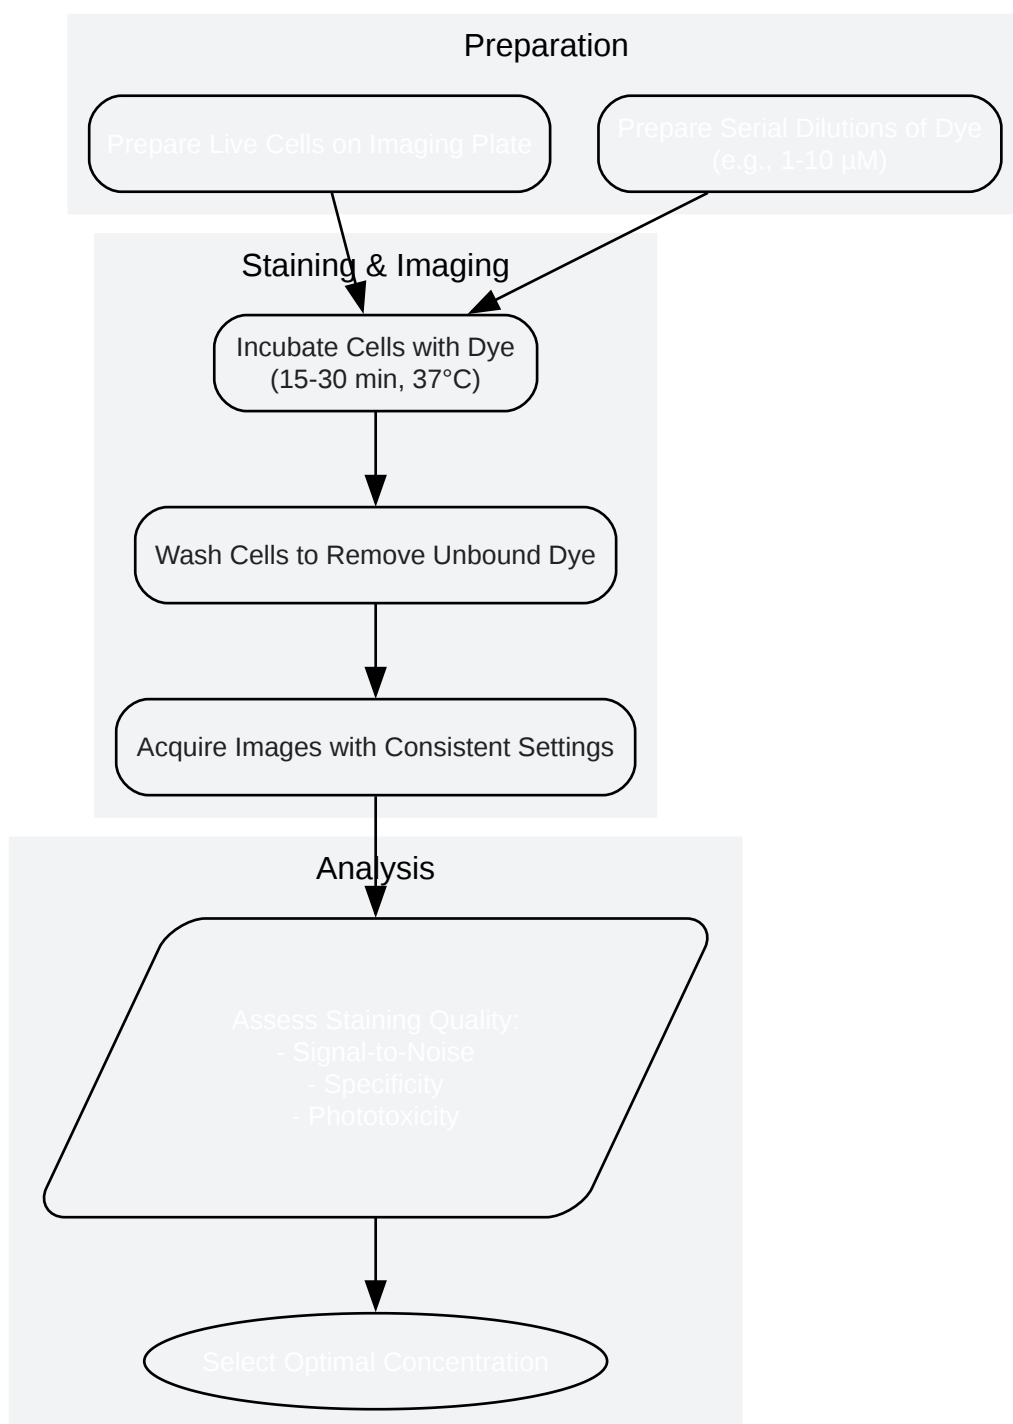 Preparation
Prepare Live Cells on Imaging Plate
Prepare Serial Dilutions of Dye
(e.g., 1-10 µM)
Staining & Imaging
Incubate Cells with Dye
(15-30 min, 37°C)
Wash Cells to Remove Unbound Dye
Acquire Images with Consistent Settings
Analysis
Assess Staining Quality:
- Signal-to-Noise
- Specificity
- Phototoxicity
Select Optimal Concentration